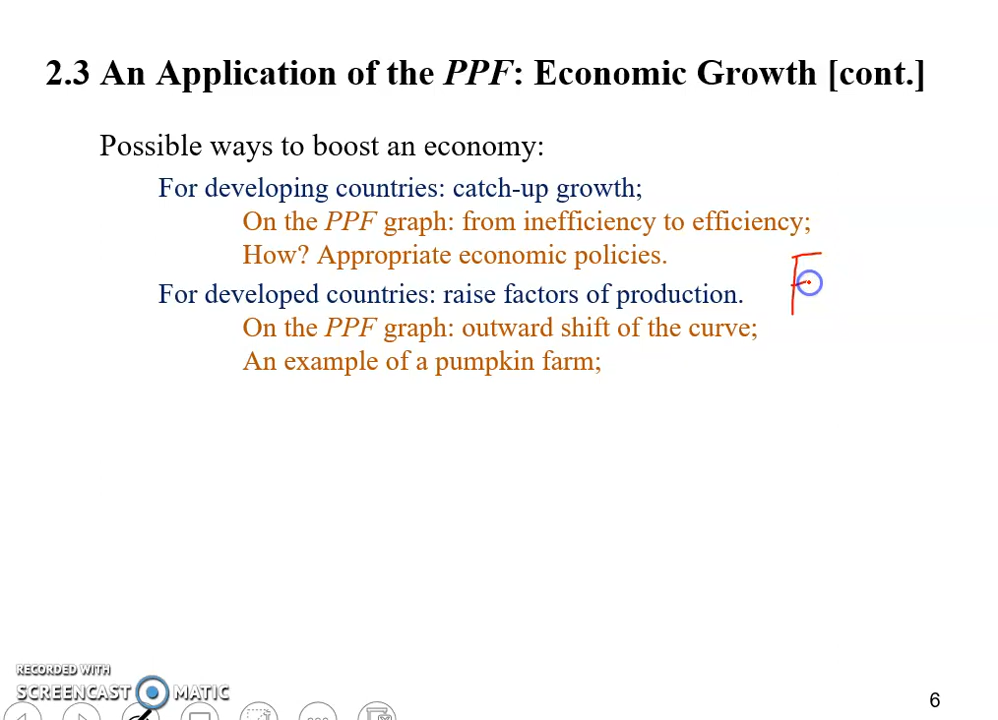 2.3 An Application of the PPF: Economic Growth [cont.]
Possible ways to boost an economy:
For developing countries: catch-up growth;
On the PPF graph: from inefficiency to efficiency;
How? Appropriate economic policies.
F
For developed countries: raise factors of production.
On the PPF graph: outward shift of the curve;
An example of a pumpkin farm;
RECORDED WITH
SCREENCAST MATIC
6